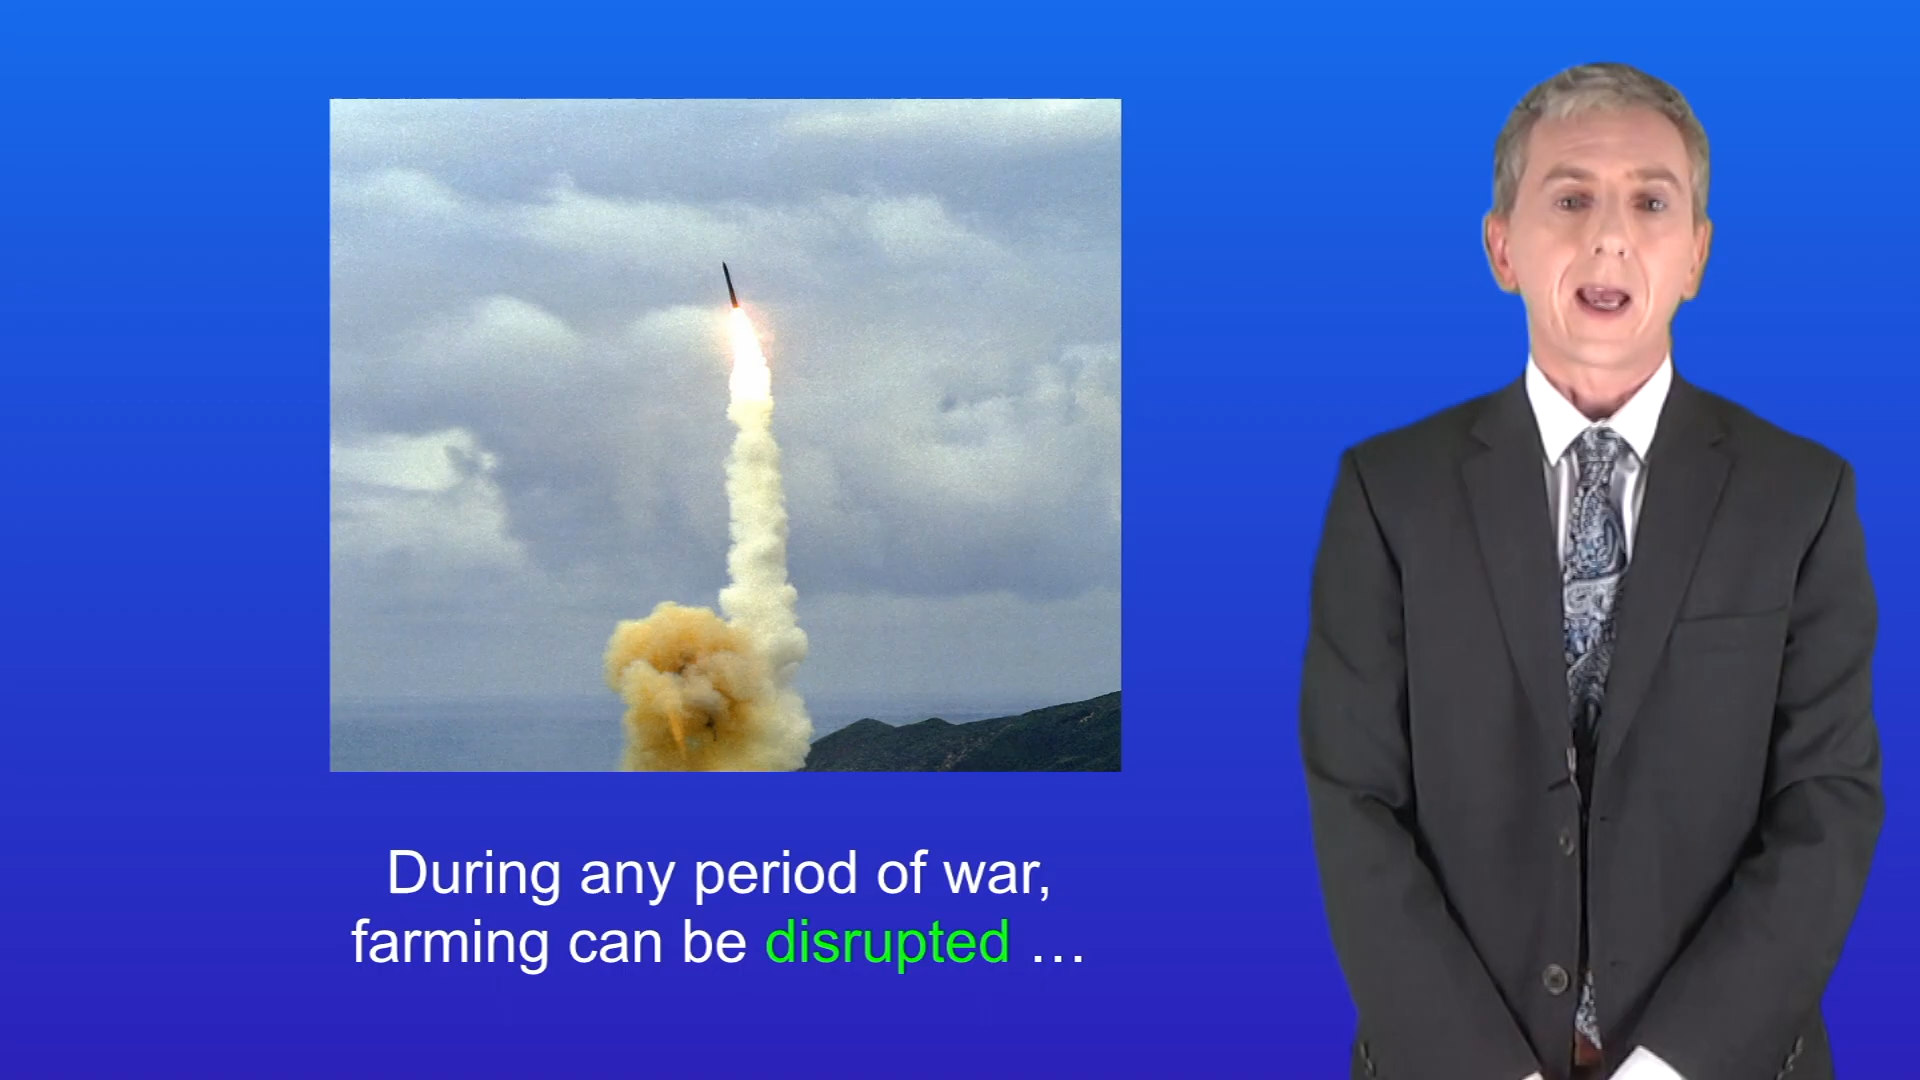 During any period of war,
farming can be disrupted …